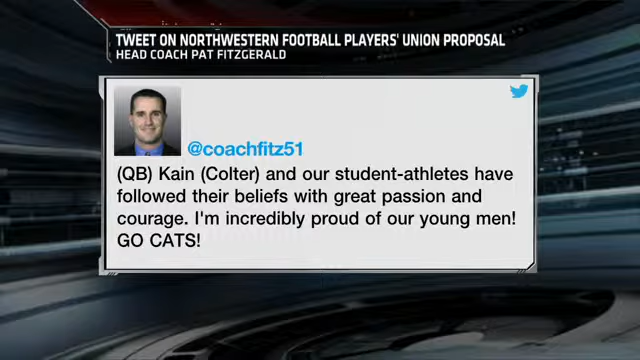 TWEET ON NORTHWESTERN FOOTBALL PLAYERS' UNION PROPOSAL
HEAD COACH PAT FITZGERALD
@coachfitz51
(QB) Kain (Colter) and our student-athletes have
followed their beliefs with great passion and
courage. I'm incredibly proud of our young men!
GO CATS!